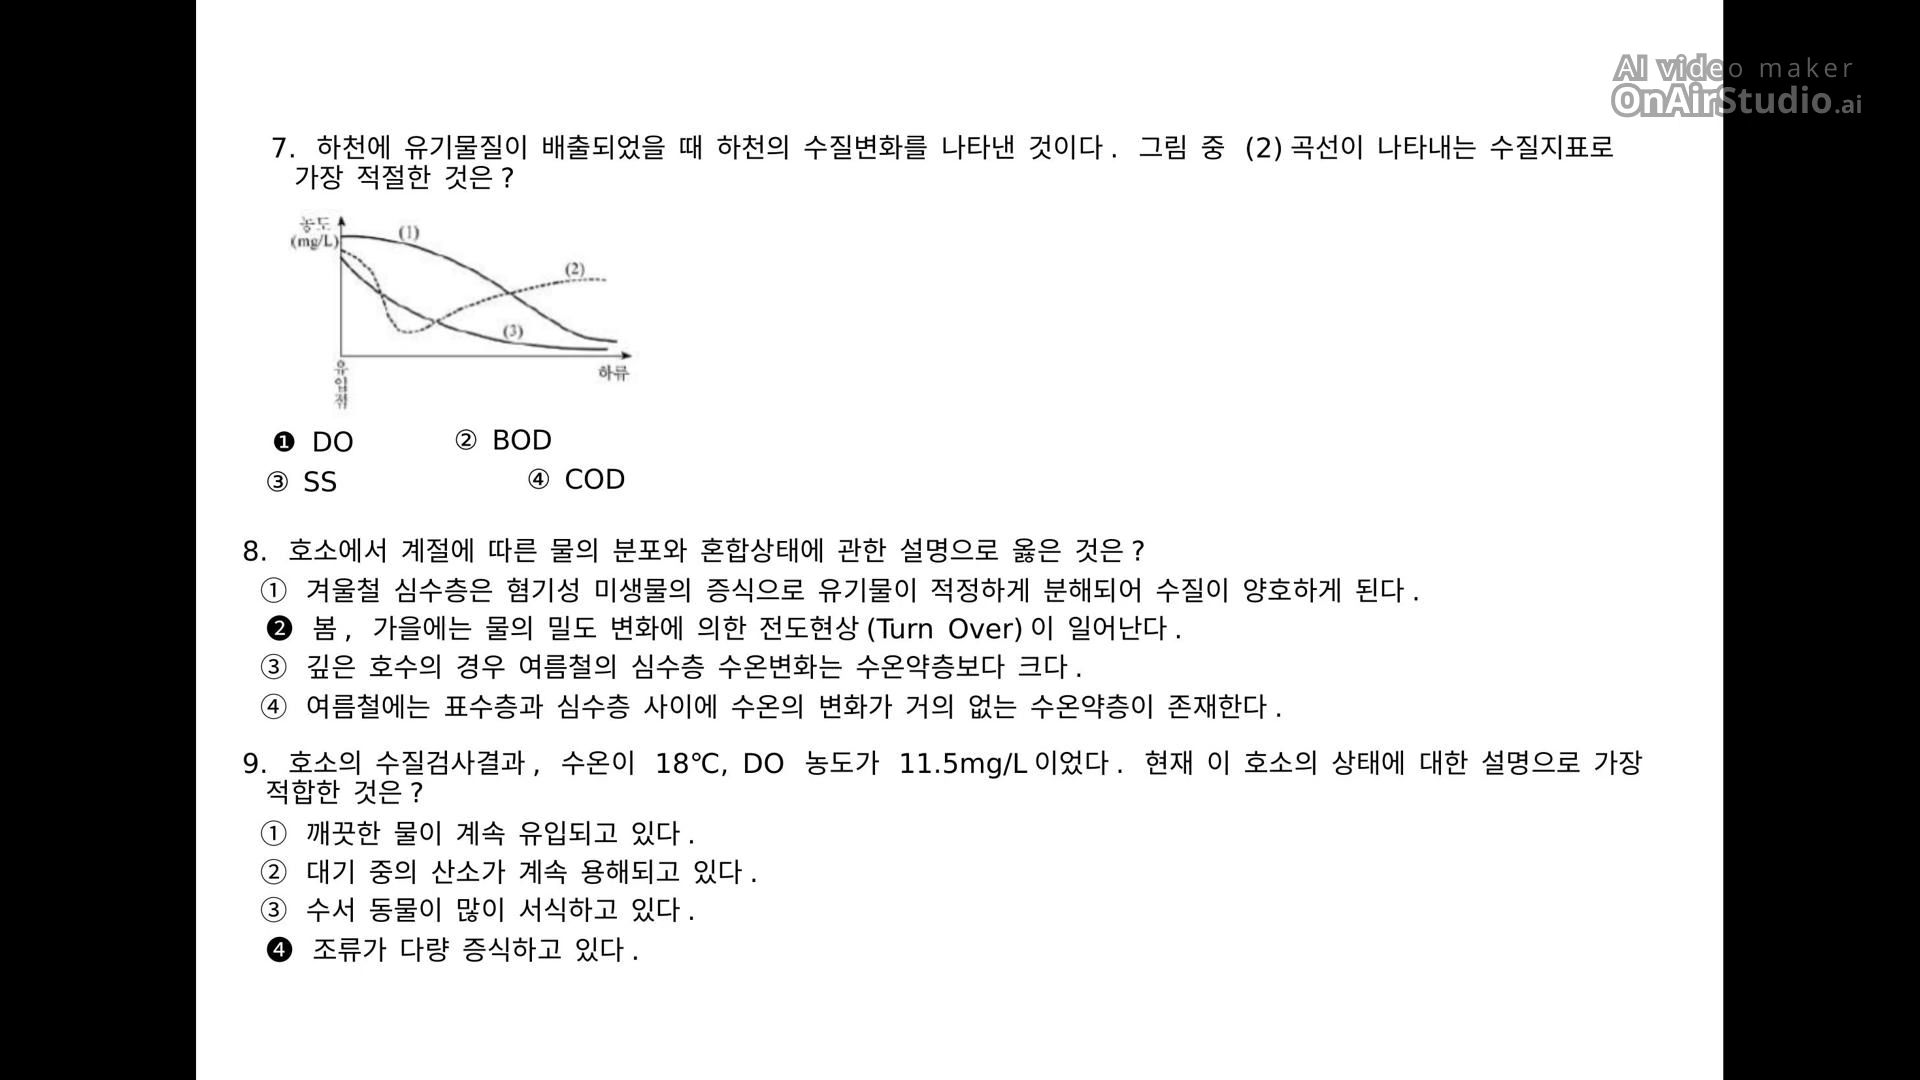 AI video maker
OnAirStudio.ai
7. 하천에 유기물질이 배출되었을 때 하천의 수질변화를 나타낸 것이다. 그림 중 (2)곡선이 나타내는 수질지표로
가장 적절한 것은?
농도
(mg/L)
(1)
(2)
(3)
유입점
하류
❶ DO ② BOD
③ SS ④ COD
8. 호소에서 계절에 따른 물의 분포와 혼합상태에 관한 설명으로 옳은 것은?
① 겨울철 심수층은 혐기성 미생물의 증식으로 유기물이 적정하게 분해되어 수질이 양호하게 된다.
❷ 봄, 가을에는 물의 밀도 변화에 의한 전도현상(Turn Over)이 일어난다.
③ 깊은 호수의 경우 여름철의 심수층 수온변화는 수온약층보다 크다.
④ 여름철에는 표수층과 심수층 사이에 수온의 변화가 거의 없는 수온약층이 존재한다.
9. 호소의 수질검사결과, 수온이 18℃, DO 농도가 11.5mg/L이었다. 현재 이 호소의 상태에 대한 설명으로 가장
적합한 것은?
① 깨끗한 물이 계속 유입되고 있다.
② 대기 중의 산소가 계속 용해되고 있다.
③ 수서 동물이 많이 서식하고 있다.
❹ 조류가 다량 증식하고 있다.